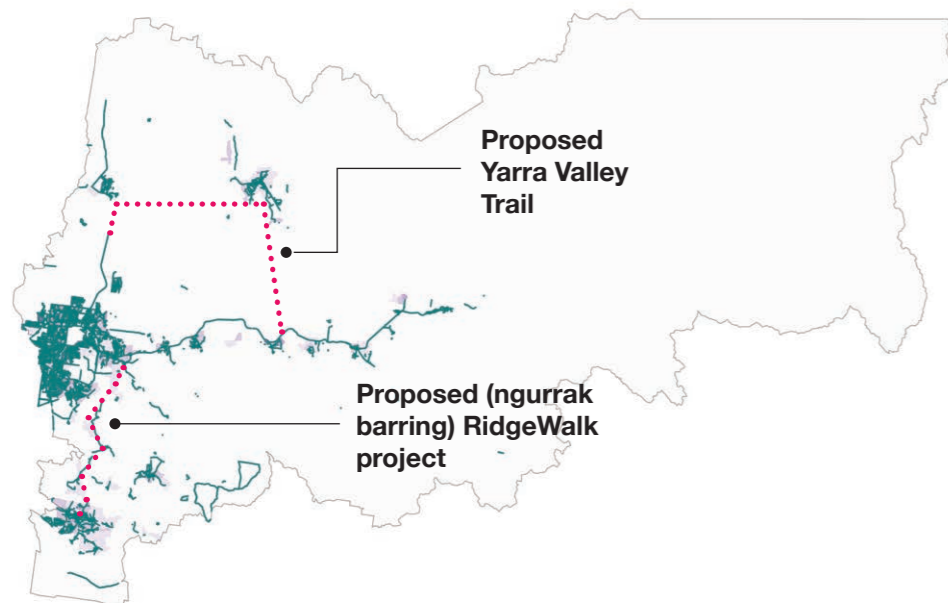 Proposed
Yarra Valley
Trail
Proposed (ngurrak
barring) RidgeWalk
project